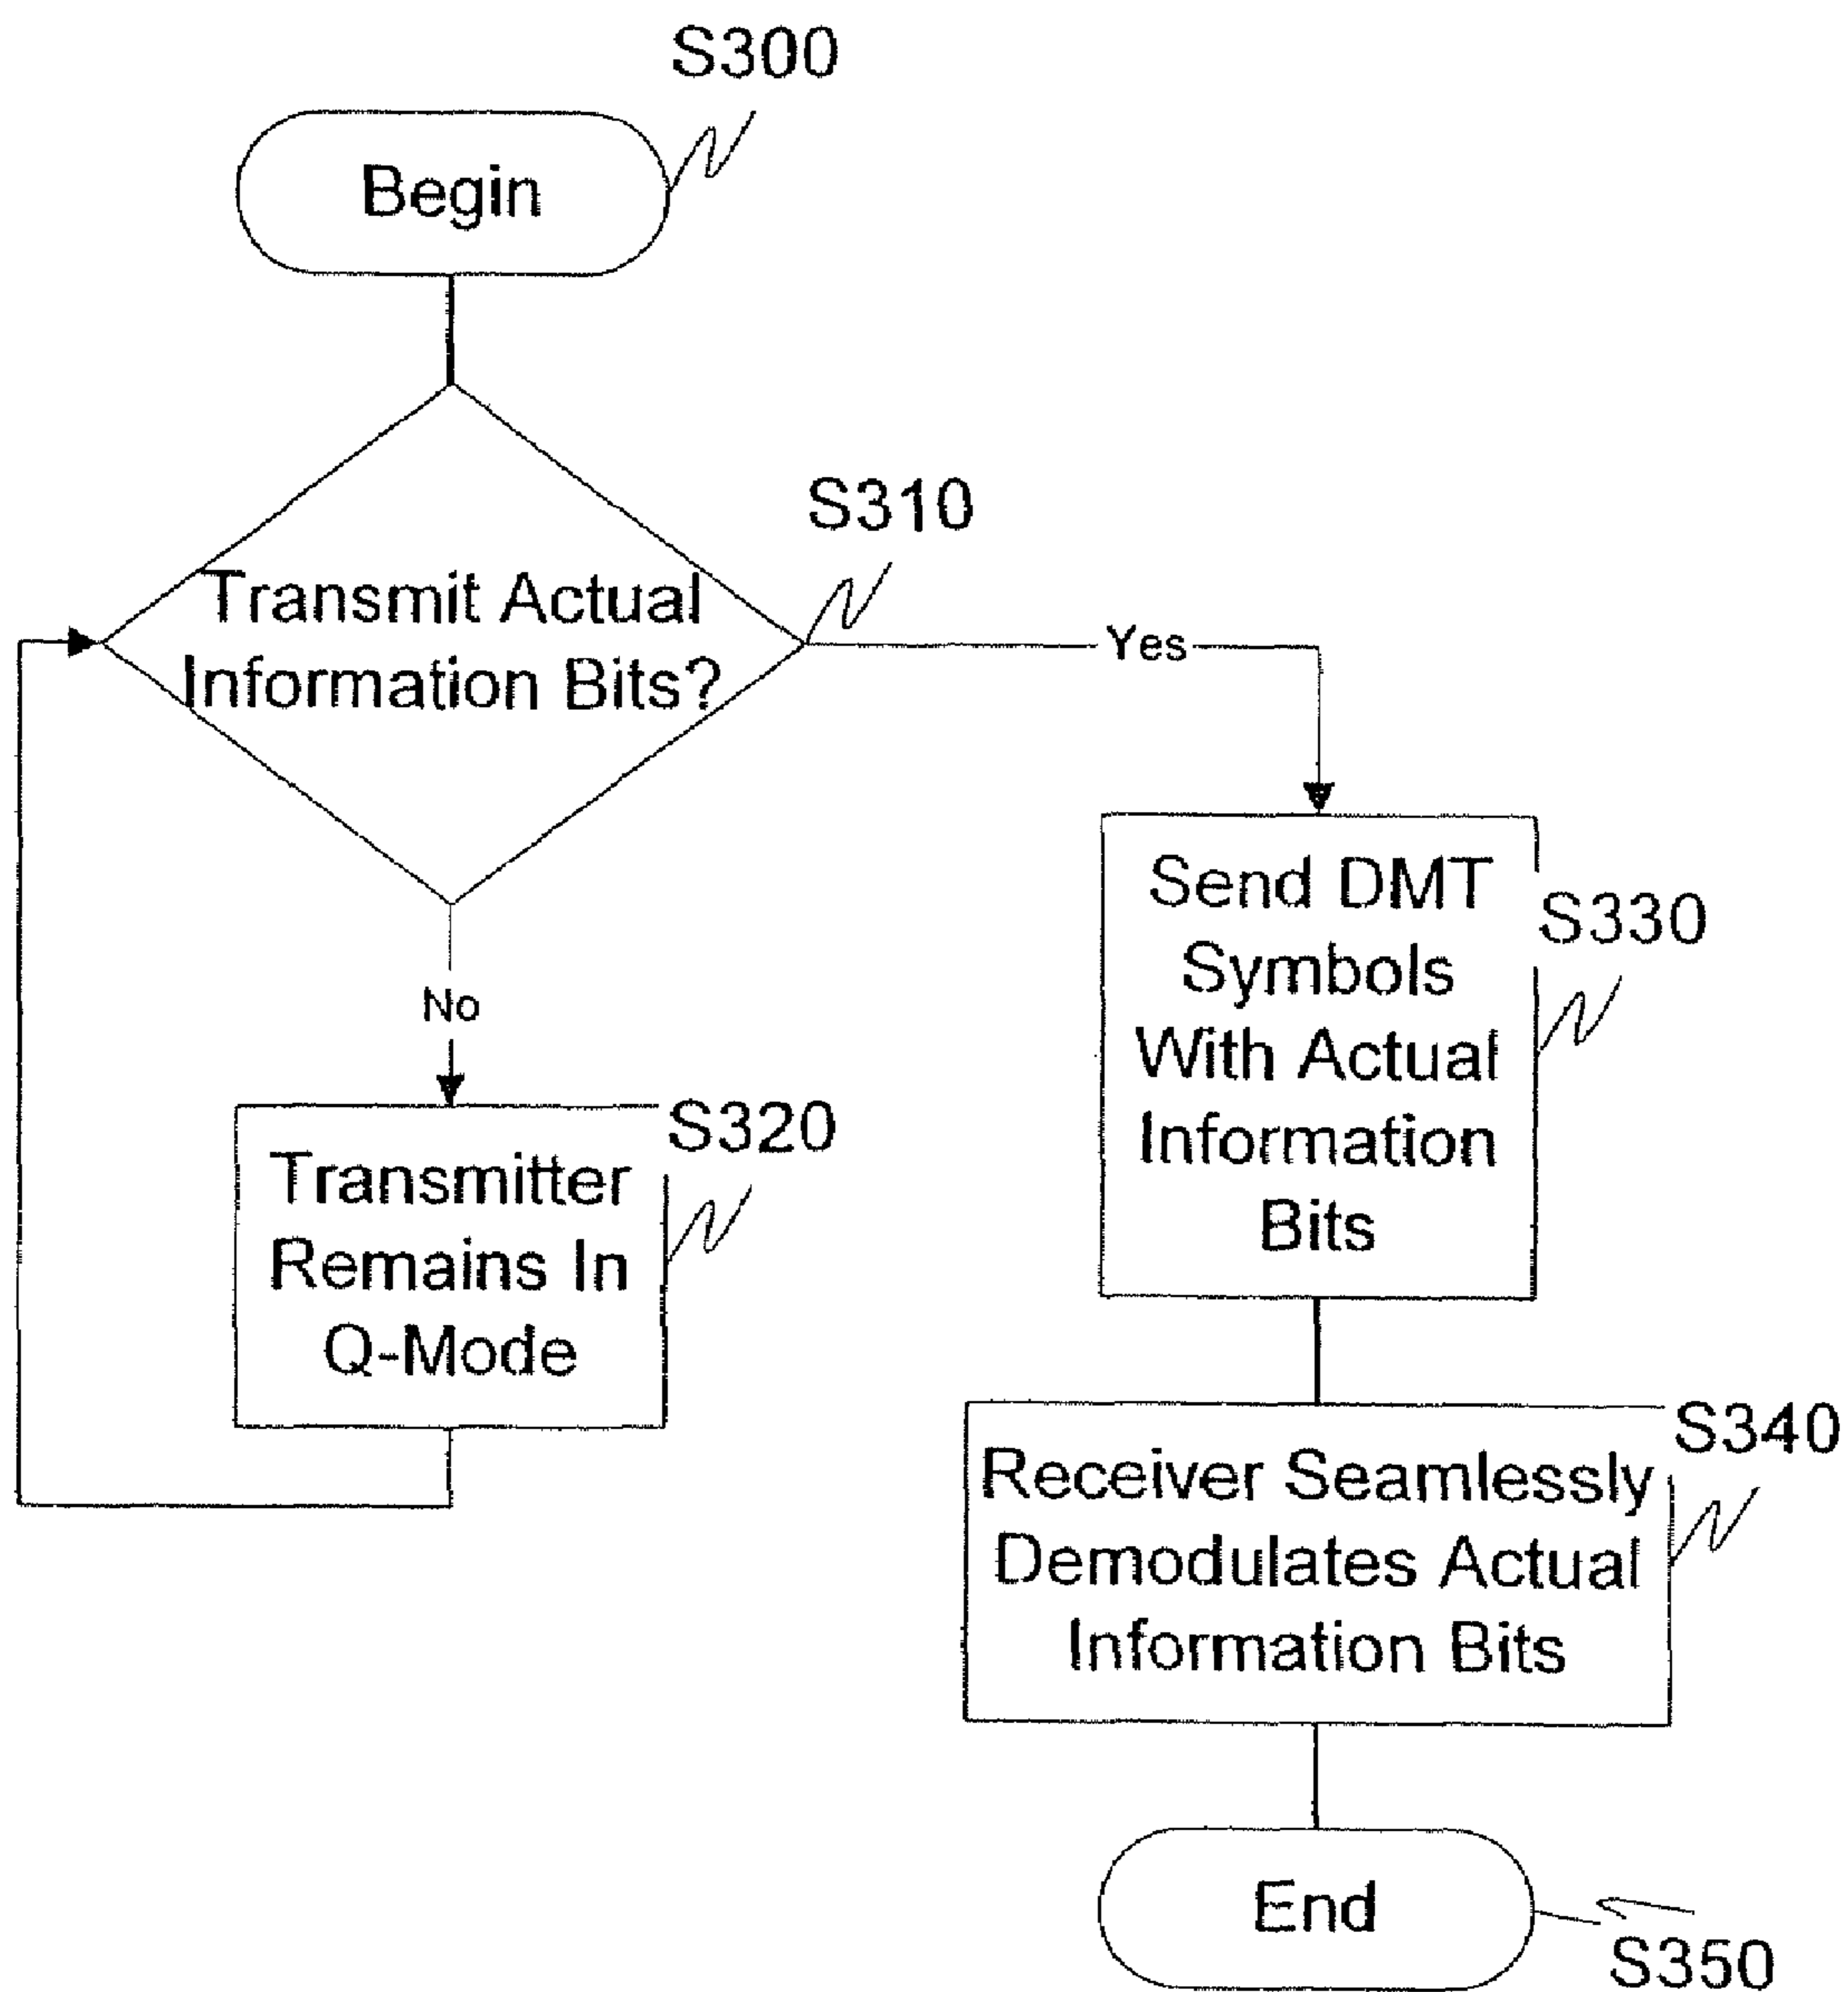 S300
Begin
S310
Transmit Actual
Information Bits?
Yes
No
S320
Transmitter
Remains In
Q-Mode
Send DMT
Symbols
With Actual
Information
Bits
S330
S340
Receiver Seamlessly
Demodulates Actual
Information Bits
End
S350